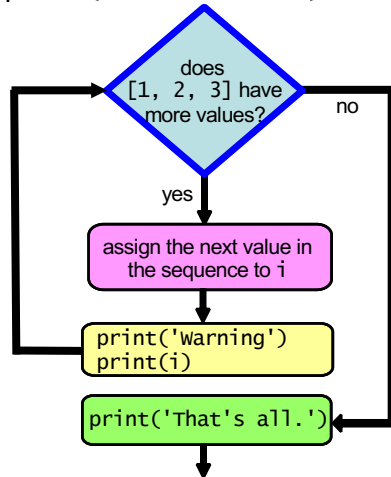 does
[1, 2, 3] have
more values?
no
yes
assign the next value in
the sequence to i
print('Warning')
print(i)
print('That's all.')